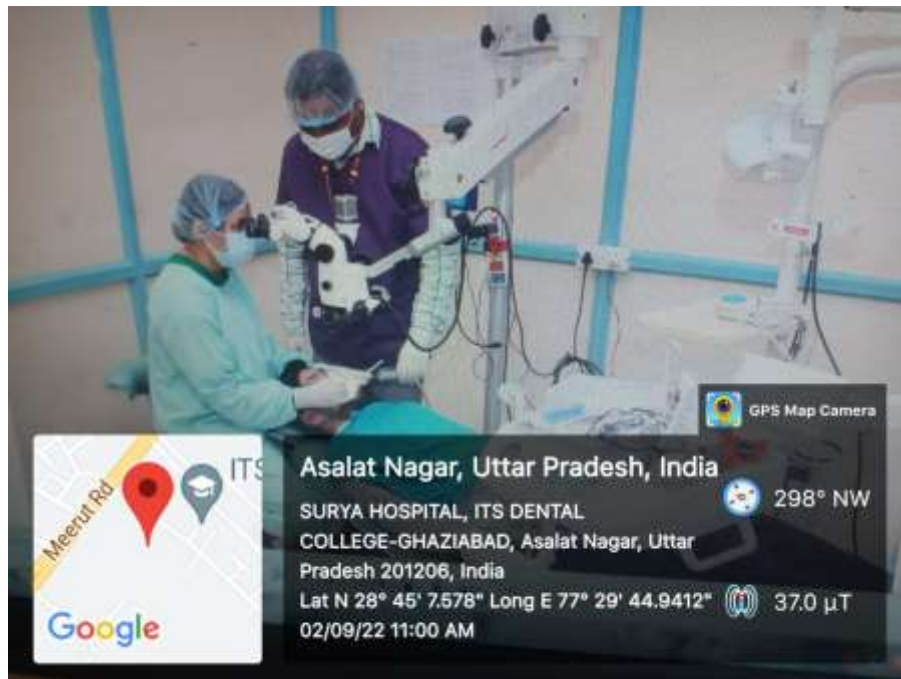 GPS Map Camera
ITS
Meerut Rd
Google
Asalat Nagar, Uttar Pradesh, India
SURYA HOSPITAL, ITS DENTAL
COLLEGE-GHAZIABAD, Asalat Nagar, Uttar
Pradesh 201206, India
Lat N 28° 45' 7.578" Long E 77° 29' 44.9412"
02/09/22 11:00 AM
298° NW
37.0 µT